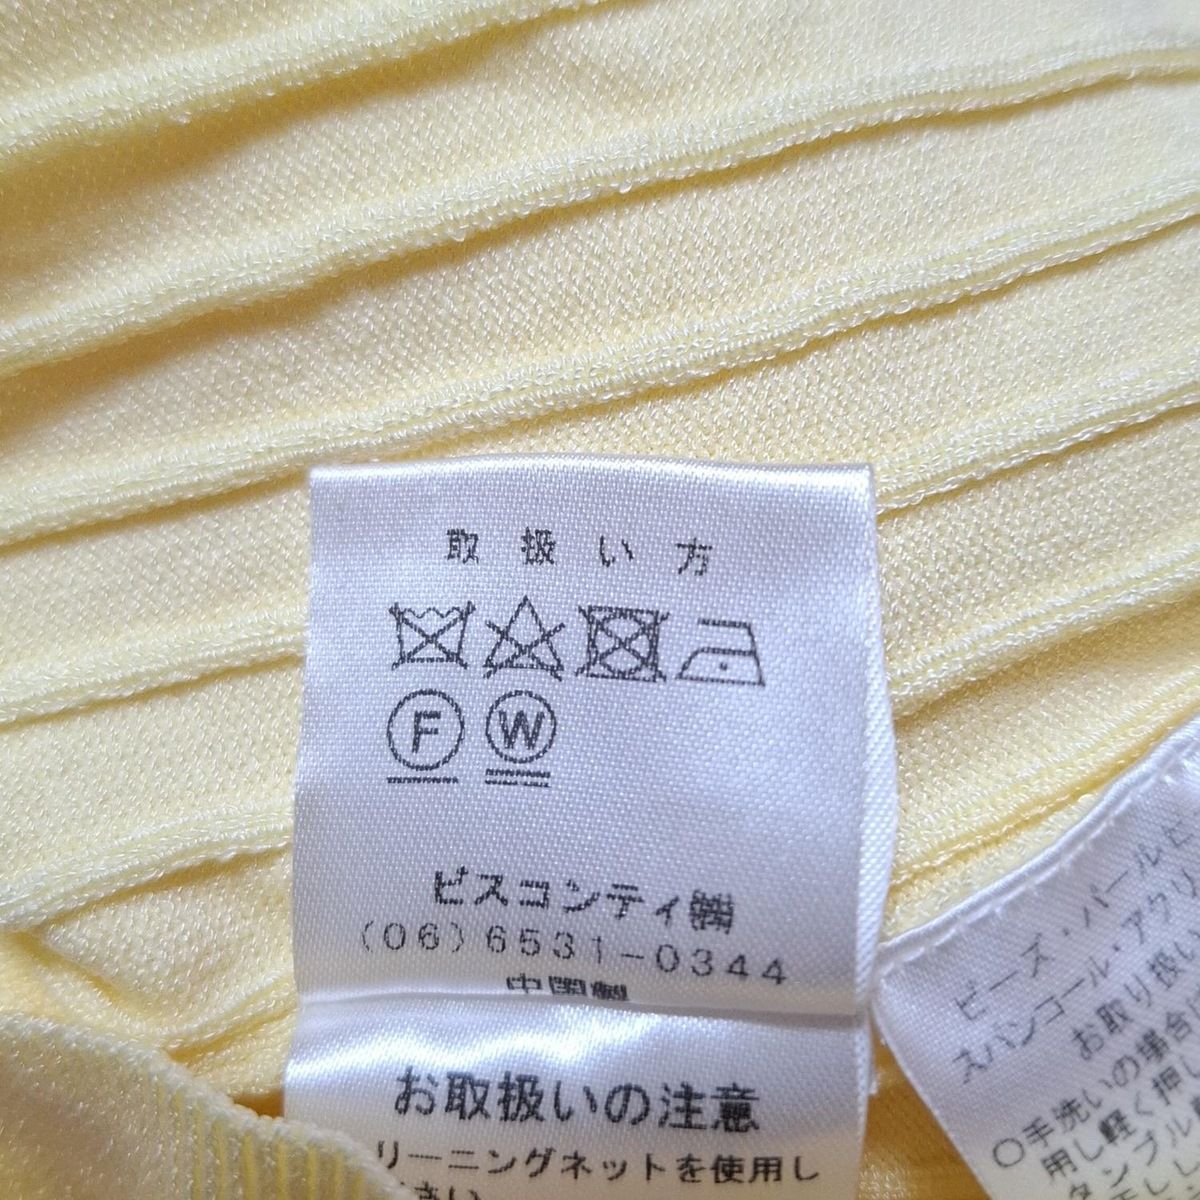 取扱い方
F W
ビスコンティ㈱
(06)6531-0344
中国製
お取扱いの注意
リーニングネットを使用し
ビーズ・パールビ
スパンコール・アクリ
お取り扱い
○手洗いの場合
用し軽く押し
タンブル